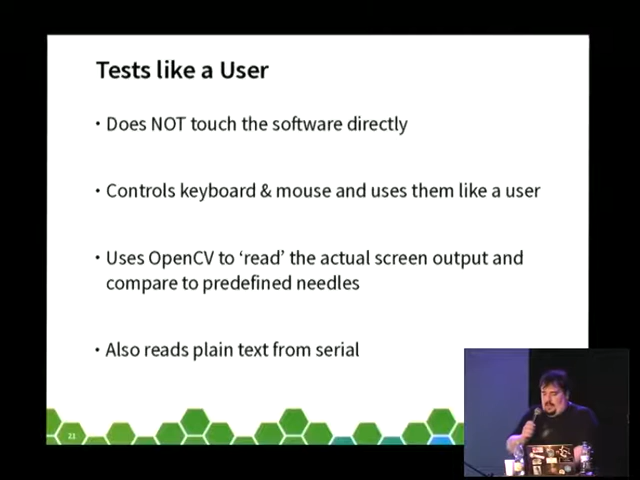 Tests like a User
• Does NOT touch the software directly
• Controls keyboard & mouse and uses them like a user
• Uses OpenCV to ‘read’ the actual screen output and
compare to predefined needles
• Also reads plain text from serial
21